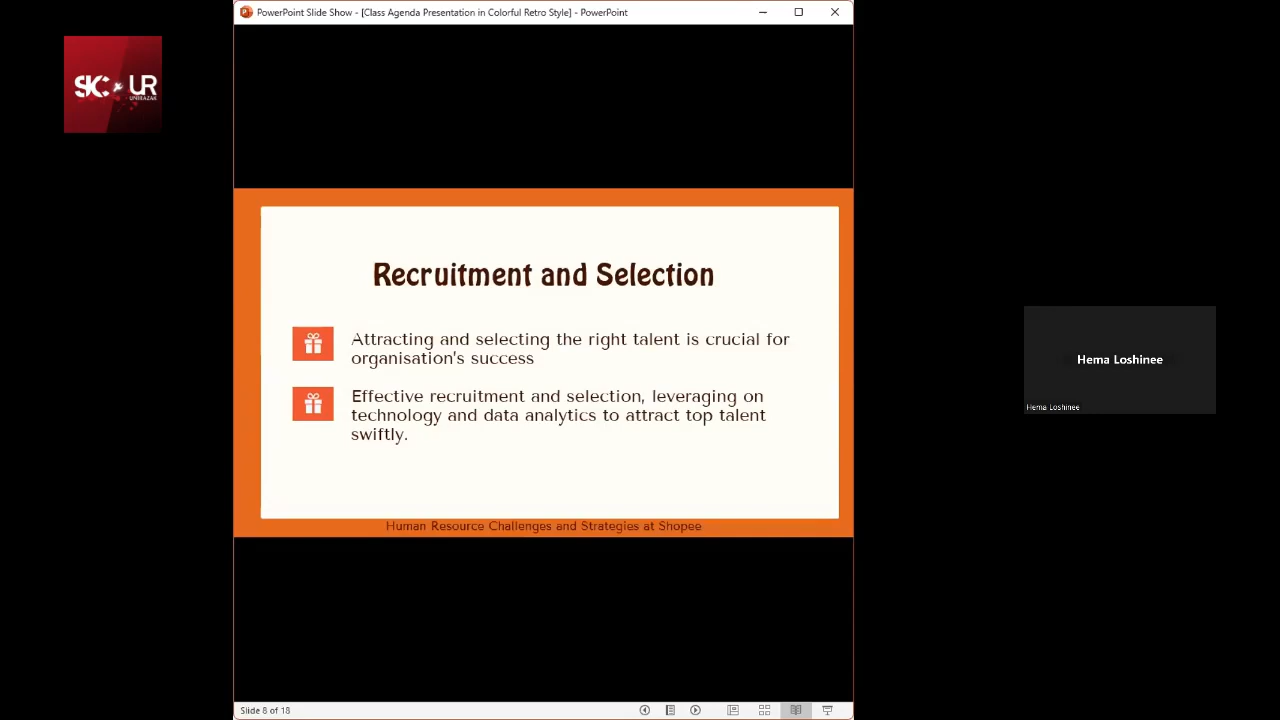 PowerPoint Slide Show - [Class Agenda Presentation in Colorful Retro Style] - PowerPoint
SIC UR
UNIRAZAK
Recruitment and Selection
Attracting and selecting the right talent is crucial for
organisation's success
Effective recruitment and selection, leveraging on
technology and data analytics to attract top talent
swiftly.
Human Resource Challenges and Strategies at Shopee
Hema Loshinee
Hema Loshinee
Slide 8 of 18